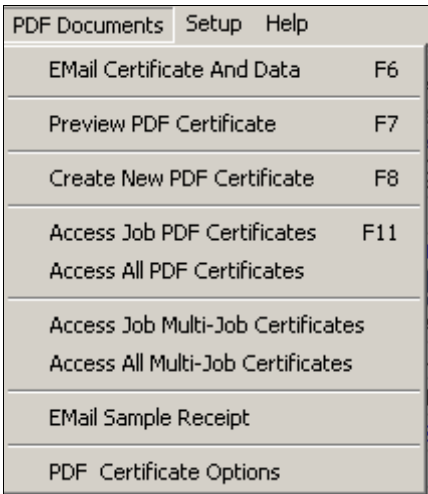 PDF Documents Setup Help
EMail Certificate And Data F6
Preview PDF Certificate F7
Create New PDF Certificate F8
Access Job PDF Certificates F11
Access All PDF Certificates
Access Job Multi-Job Certificates
Access All Multi-Job Certificates
EMail Sample Receipt
PDF Certificate Options